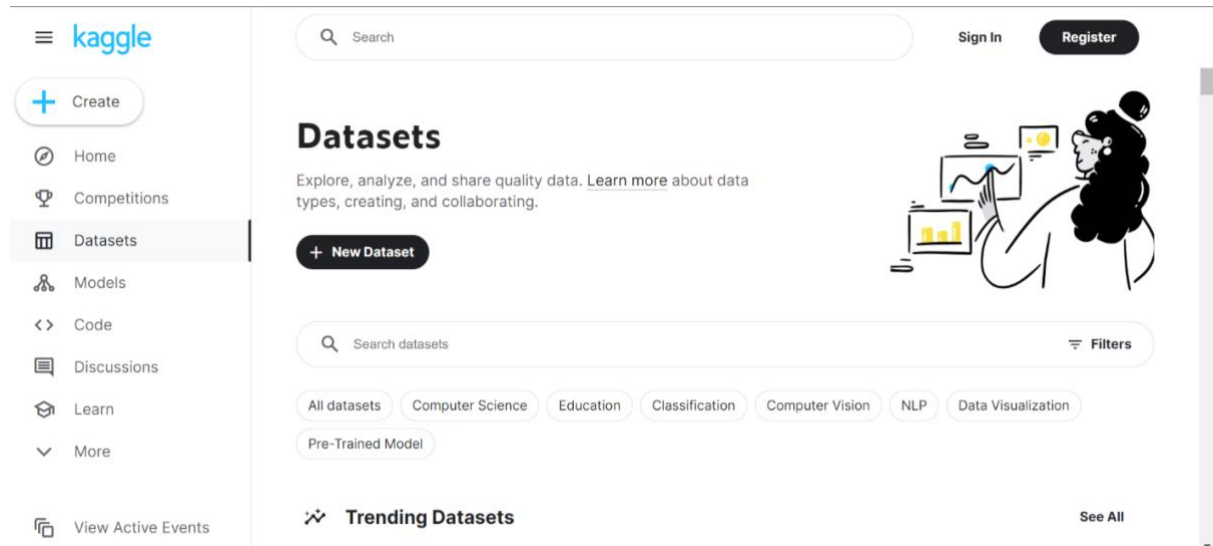 kaggle
Search
Sign In
Register
Create
Home
Competitions
Datasets
Models
Code
Discussions
Learn
More
View Active Events
Datasets
Explore, analyze, and share quality data. Learn more about data
types, creating, and collaborating.
+ New Dataset
Search datasets
Filters
All datasets
Computer Science
Education
Classification
Computer Vision
NLP
Data Visualization
Pre-Trained Model
Trending Datasets
See All